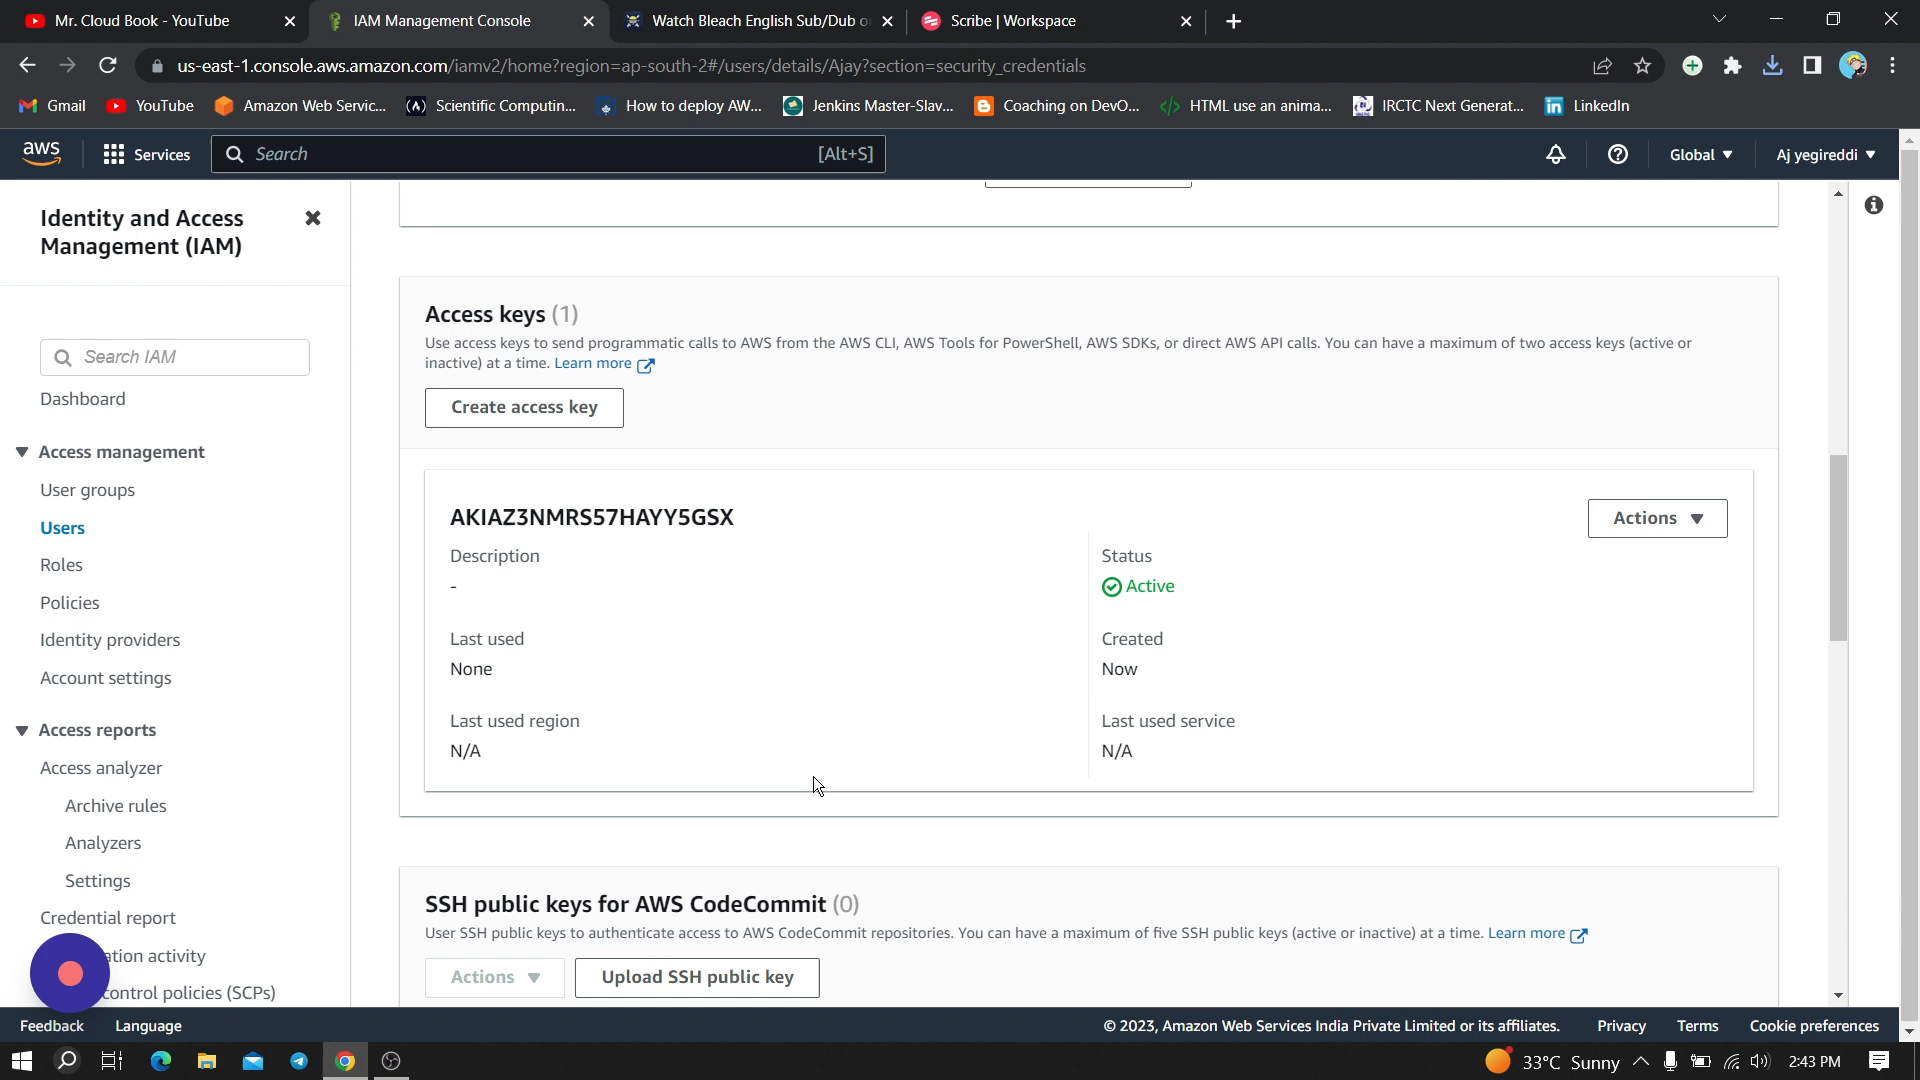 Mr. Cloud Book - YouTube
IAM Management Console
Watch Bleach English Sub/Dub o
Scribe | Workspace
us-east-1.console.aws.amazon.com/iamv2/home?region=ap-south-2#/users/details/Ajay?section=security_credentials
Gmail
YouTube
Amazon Web Servic...
Scientific Computin...
How to deploy AW...
Jenkins Master-Slav...
Coaching on DevO...
HTML use an anima...
IRCTC Next Generat...
LinkedIn
aws
Services
Search
[Alt+S]
Global
Aj yegireddi
Identity and Access
Management (IAM)
Search IAM
Dashboard
Access management
User groups
Users
Roles
Policies
Identity providers
Account settings
Access reports
Access analyzer
Archive rules
Analyzers
Settings
Credential report
ation activity
control policies (SCPs)
Access keys (1)
Use access keys to send programmatic calls to AWS from the AWS CLI, AWS Tools for PowerShell, AWS SDKs, or direct AWS API calls. You can have a maximum of two access keys (active or
inactive) at a time. Learn more
Create access key
AKIAZ3NMRS57HAYY5GSX
Actions
Description
-
Status
Active
Last used
None
Created
Now
Last used region
N/A
Last used service
N/A
SSH public keys for AWS CodeCommit (0)
User SSH public keys to authenticate access to AWS CodeCommit repositories. You can have a maximum of five SSH public keys (active or inactive) at a time. Learn more
Actions
Upload SSH public key
Feedback
Language
© 2023, Amazon Web Services India Private Limited or its affiliates.
Privacy
Terms
Cookie preferences
33°C Sunny
2:43 PM